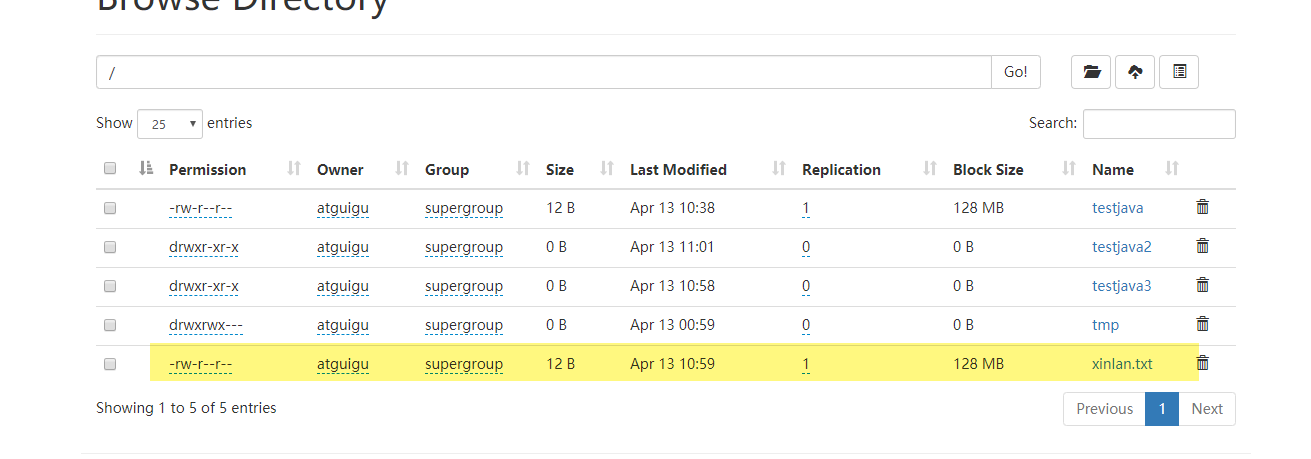 Browse Directory
/ Go!
Show 25 entries Search:
Permission Owner Group Size Last Modified Replication Block Size Name
-rw-r--r-- atguigu supergroup 12 B Apr 13 10:38 1 128 MB testjava
drwxr-xr-x atguigu supergroup 0 B Apr 13 11:01 0 0 B testjava2
drwxr-xr-x atguigu supergroup 0 B Apr 13 10:58 0 0 B testjava3
drwxrwx--- atguigu supergroup 0 B Apr 13 00:59 0 0 B tmp
-rw-r--r-- atguigu supergroup 12 B Apr 13 10:59 1 128 MB xinlan.txt
Showing 1 to 5 of 5 entries Previous 1 Next